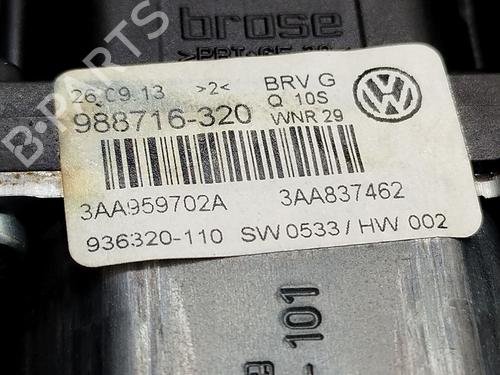 brose
26.09.13 >2< BRV G
988716-320 Q 10S
WNR 29
3AA959702A 3AA837462
936320-110 SW 0533 / HW 002
101
B-PARTS